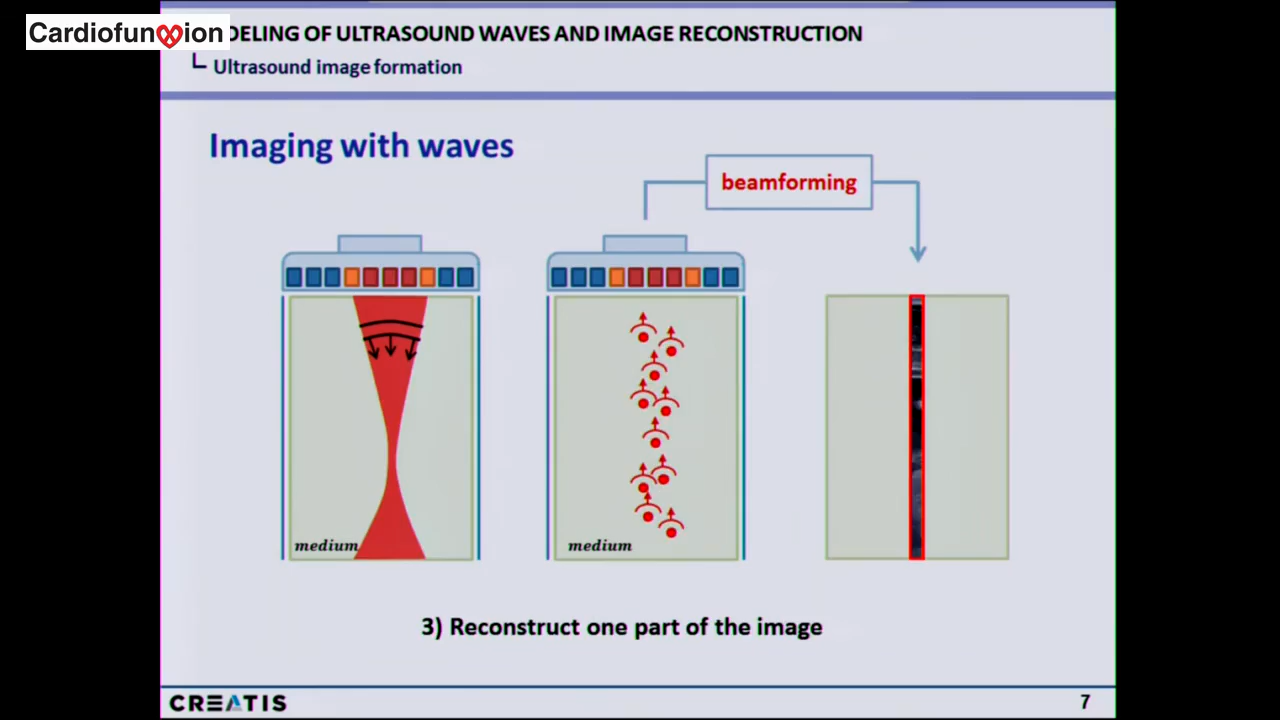 Cardiofunxion
DELING OF ULTRASOUND WAVES AND IMAGE RECONSTRUCTION
Ultrasound image formation
Imaging with waves
beamforming
medium
medium
3) Reconstruct one part of the image
CREATIS
7